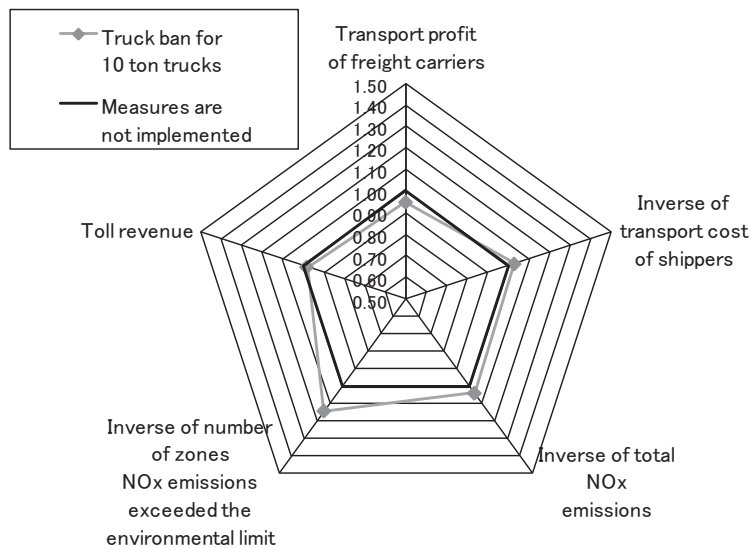 Truck ban for
10 ton trucks
Measures are
not implemented
Transport profit
of freight carriers
1.50
1.40
1.30
1.20
1.10
1.00
0.90
0.80
0.70
0.60
0.50
Toll revenue
Inverse of
transport cost
of shippers
Inverse of number
of zones
NOx emissions
exceeded the
environmental limit
Inverse of total
NOx
emissions